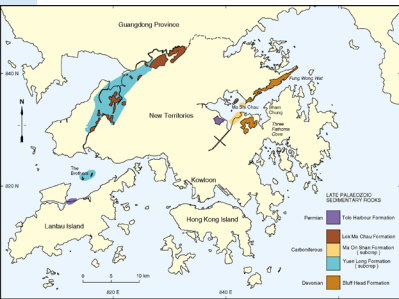 Guangdong Province
840 N
Fung Wong Wat
N
Ma Shi Chau
Sham
Chung
New Territories
Three
Fathoms
Cove
The
Brothers
820 N
Kowloon
Lantau Island
Hong Kong Island
LATE PALAEOZOIC
SEDIMENTARY ROCKS
Permian
Tolo Harbour Formation
Lok Ma Chau Formation
Carboniferous
Ma On Shan Formation
( subcrop )
Yuen Long Formation
( subcrop )
Devonian
Bluff Head Formation
0 5 10 km
820 E
840 E